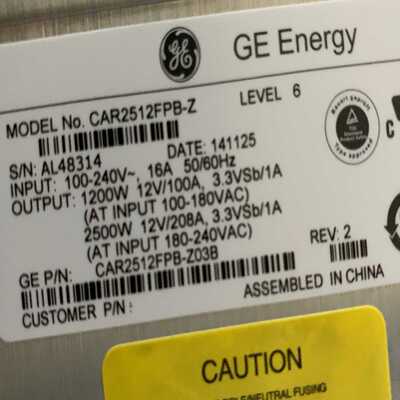 GE Energy
MODEL No. CAR2512FPB-Z
LEVEL 6
S/N: AL48314
DATE: 141125
INPUT: 100-240V~, 16A 50/60Hz
OUTPUT: 1200W 12V/100A, 3.3VSb/1A
(AT INPUT 100-180VAC)
2500W 12V/208A, 3.3VSb/1A
(AT INPUT 180-240VAC)
REV: 2
GE P/N: CAR2512FPB-Z03B
ASSEMBLED IN CHINA
CUSTOMER P/N:
CAUTION
/NEUTRAL FUSING